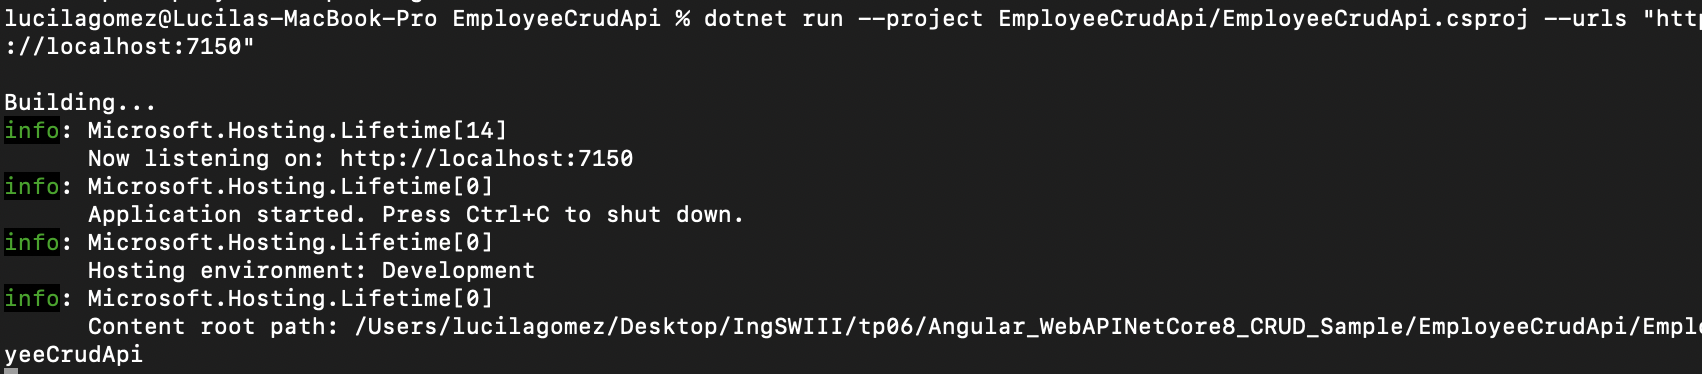 lucilagomez@Lucilas-MacBook-Pro EmployeeCrudApi % dotnet run --project EmployeeCrudApi/EmployeeCrudApi.csproj --urls "http
://localhost:7150"
Building...
info: Microsoft.Hosting.Lifetime[14]
Now listening on: http://localhost:7150
info: Microsoft.Hosting.Lifetime[0]
Application started. Press Ctrl+C to shut down.
info: Microsoft.Hosting.Lifetime[0]
Hosting environment: Development
info: Microsoft.Hosting.Lifetime[0]
Content root path: /Users/lucilagomez/Desktop/IngSWIII/tp06/Angular_WebAPINetCore8_CRUD_Sample/EmployeeCrudApi/Emplo
yeeCrudApi